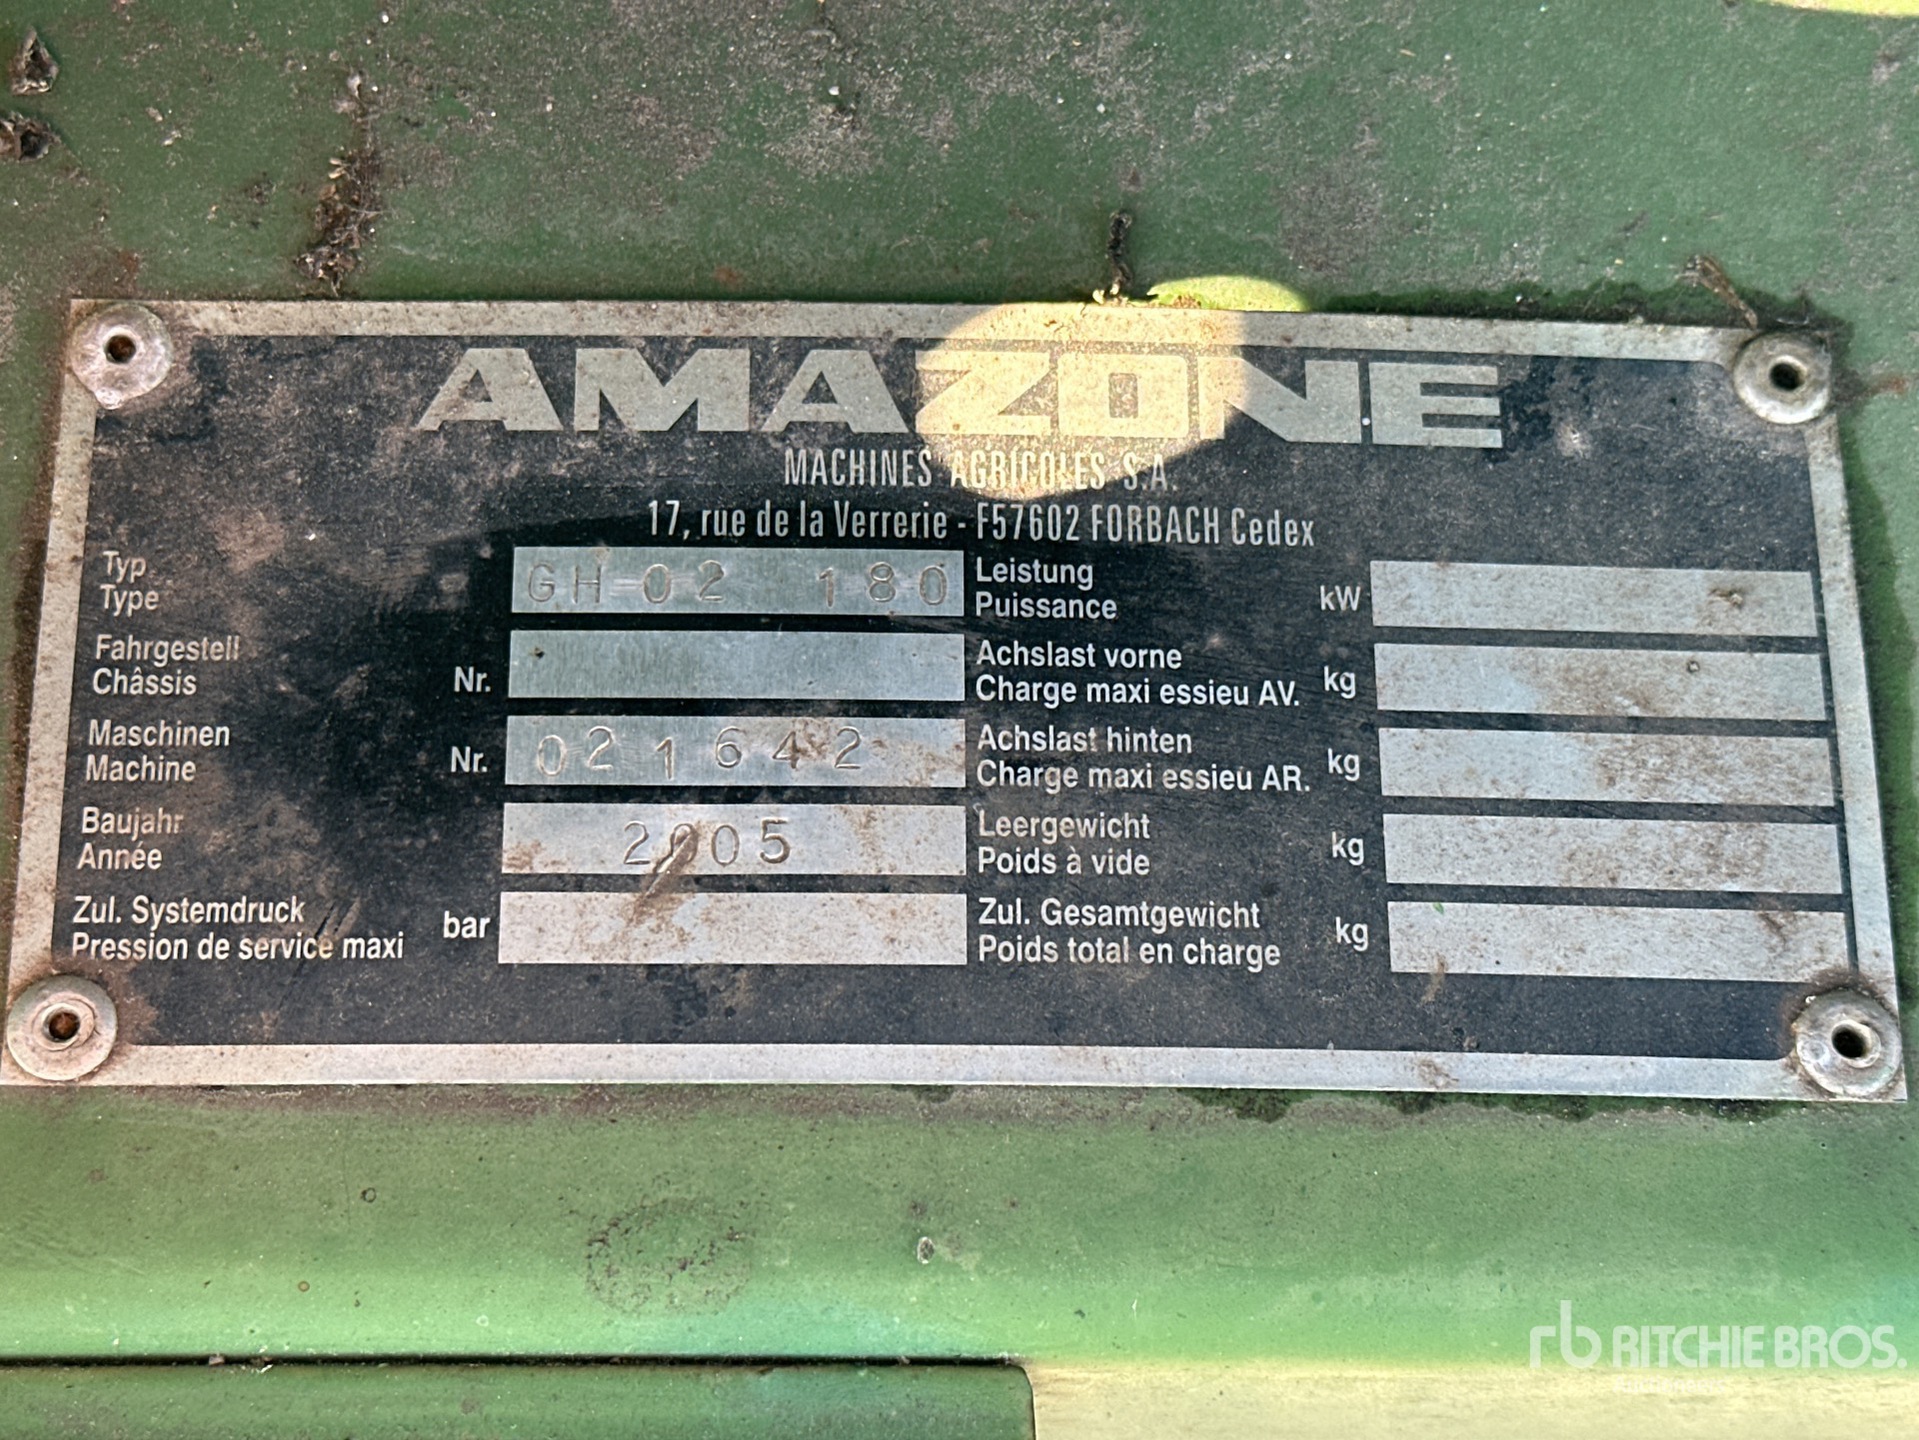 AMAZONE
MACHINES AGRICOLES S.A.
17, rue de la Verrerie - F57602 FORBACH Cedex
Typ
Type
GH 02 180
Fahrgestell
Châssis Nr.
Maschinen
Machine Nr.
021642
Baujahr
Année
2005
Zul. Systemdruck
Pression de service maxi bar
Leistung
Puissance kW
Achslast vorne
Charge maxi essieu AV. kg
Achslast hinten
Charge maxi essieu AR. kg
Leergewicht
Poids à vide kg
Zul. Gesamtgewicht
Poids total en charge kg
rb RITCHIE BROS.